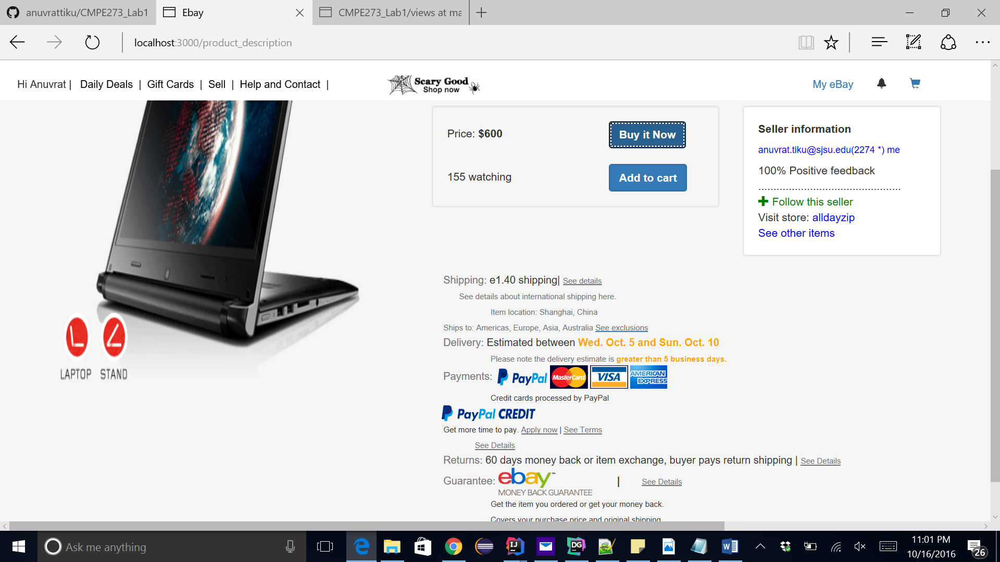 anuvrattiku/CMPE273_Lab1
Ebay
CMPE273_Lab1/views at ma
localhost:3000/product_description
Hi Anuvrat | Daily Deals | Gift Cards | Sell | Help and Contact |
Scary Good
Shop now
My eBay
Price: $600
Buy it Now
155 watching
Add to cart
Seller information
anuvrat.tiku@sjsu.edu(2274 *) me
100% Positive feedback
...............................................
Follow this seller
Visit store: alldayzip
See other items
LAPTOP STAND
Shipping: e1.40 shipping| See details
See details about international shipping here.
Item location: Shanghai, China
Ships to: Americas, Europe, Asia, Australia See exclusions
Delivery: Estimated between Wed. Oct. 5 and Sun. Oct. 10
Please note the delivery estimate is greater than 5 business days.
Payments: PayPal MasterCard VISA AMERICAN EXPRESS
Credit cards processed by PayPal
PayPal CREDIT
Get more time to pay. Apply now | See Terms
See Details
Returns: 60 days money back or item exchange, buyer pays return shipping | See Details
Guarantee: ebay™ | See Details
MONEY BACK GUARANTEE
Get the item you ordered or get your money back.
Covers your purchase price and original shipping.
Ask me anything
IJ
DG
11:01 PM
10/16/2016
26